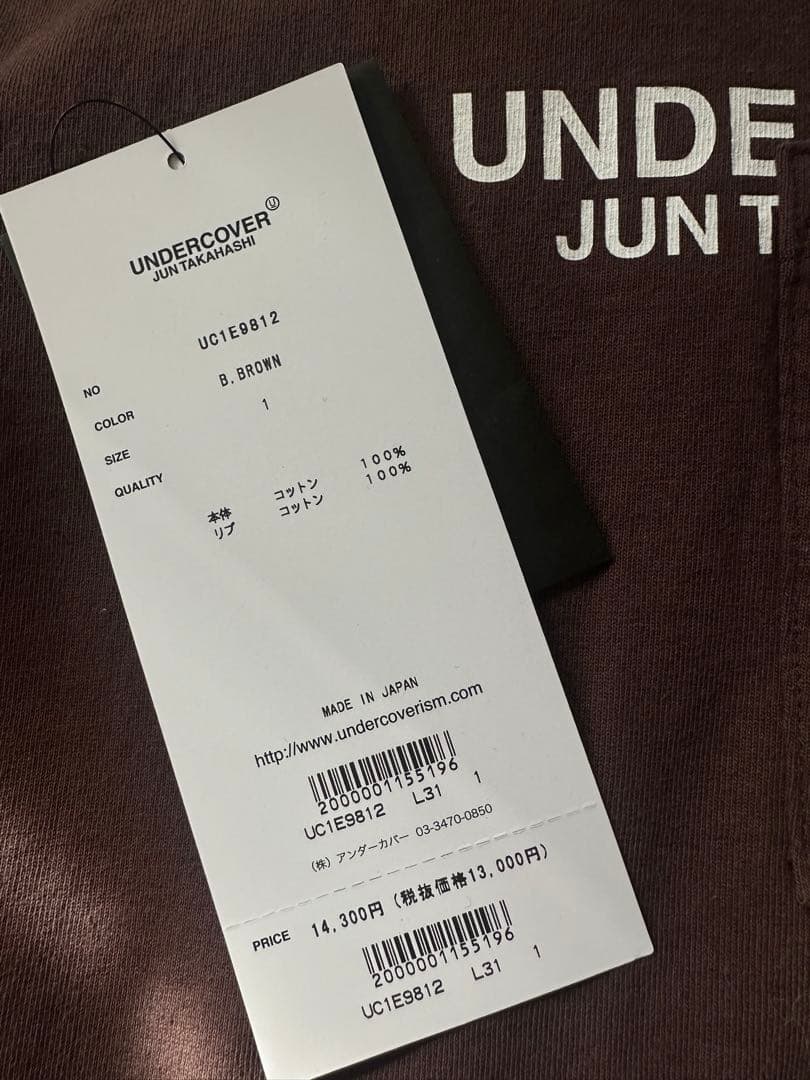 UNDERCOVER Ⓤ
JUN TAKAHASHI
NO UC1E9812
COLOR B.BROWN
SIZE 1
QUALITY
本体 コットン 100%
リブ コットン 100%
MADE IN JAPAN
http://www.undercoverism.com
2000001155196
UC1E9812 L31 1
(株) アンダーカバー 03-3470-0850
PRICE 14,300円 (税抜価格13,000円)
2000001155196
UC1E9812 L31 1
UNDE
JUN T